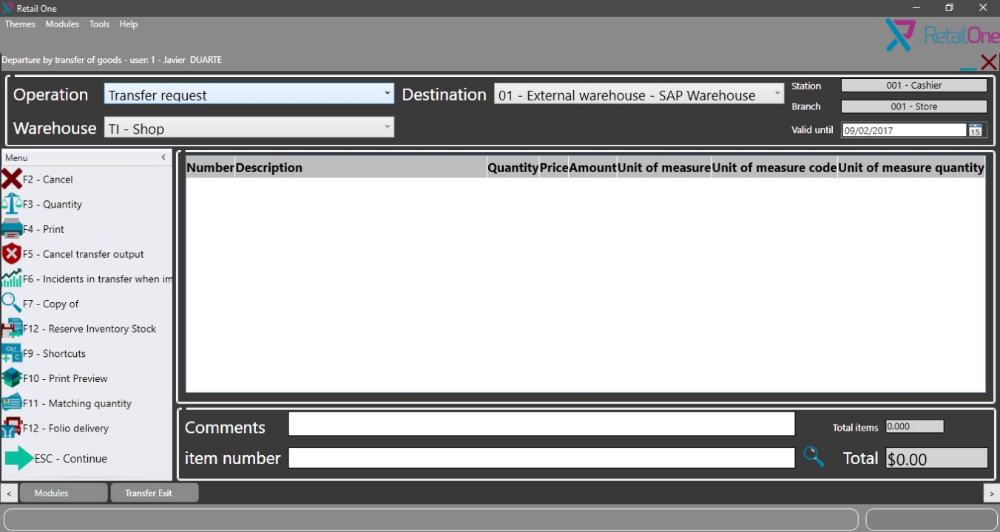 Retail One
Themes Modules Tools Help
RetailOne
Departure by transfer of goods - user: 1 - Javier DUARTE
Operation Transfer request Destination 01 - External warehouse - SAP Warehouse Station 001 - Cashier
Branch 001 - Store
Warehouse TI - Shop Valid until 09/02/2017 15
Menu
Number Description Quantity Price Amount Unit of measure Unit of measure code Unit of measure quantity
F2 - Cancel
F3 - Quantity
F4 - Print
F5 - Cancel transfer output
F6 - Incidents in transfer when im
F7 - Copy of
F12 - Reserve Inventory Stock
Ctrl + C F9 - Shortcuts
F10 - Print Preview
F11 - Matching quantity
F12 - Folio delivery
ESC - Continue
Comments Total items 0.000
item number Total $0.00
< Modules Transfer Exit >